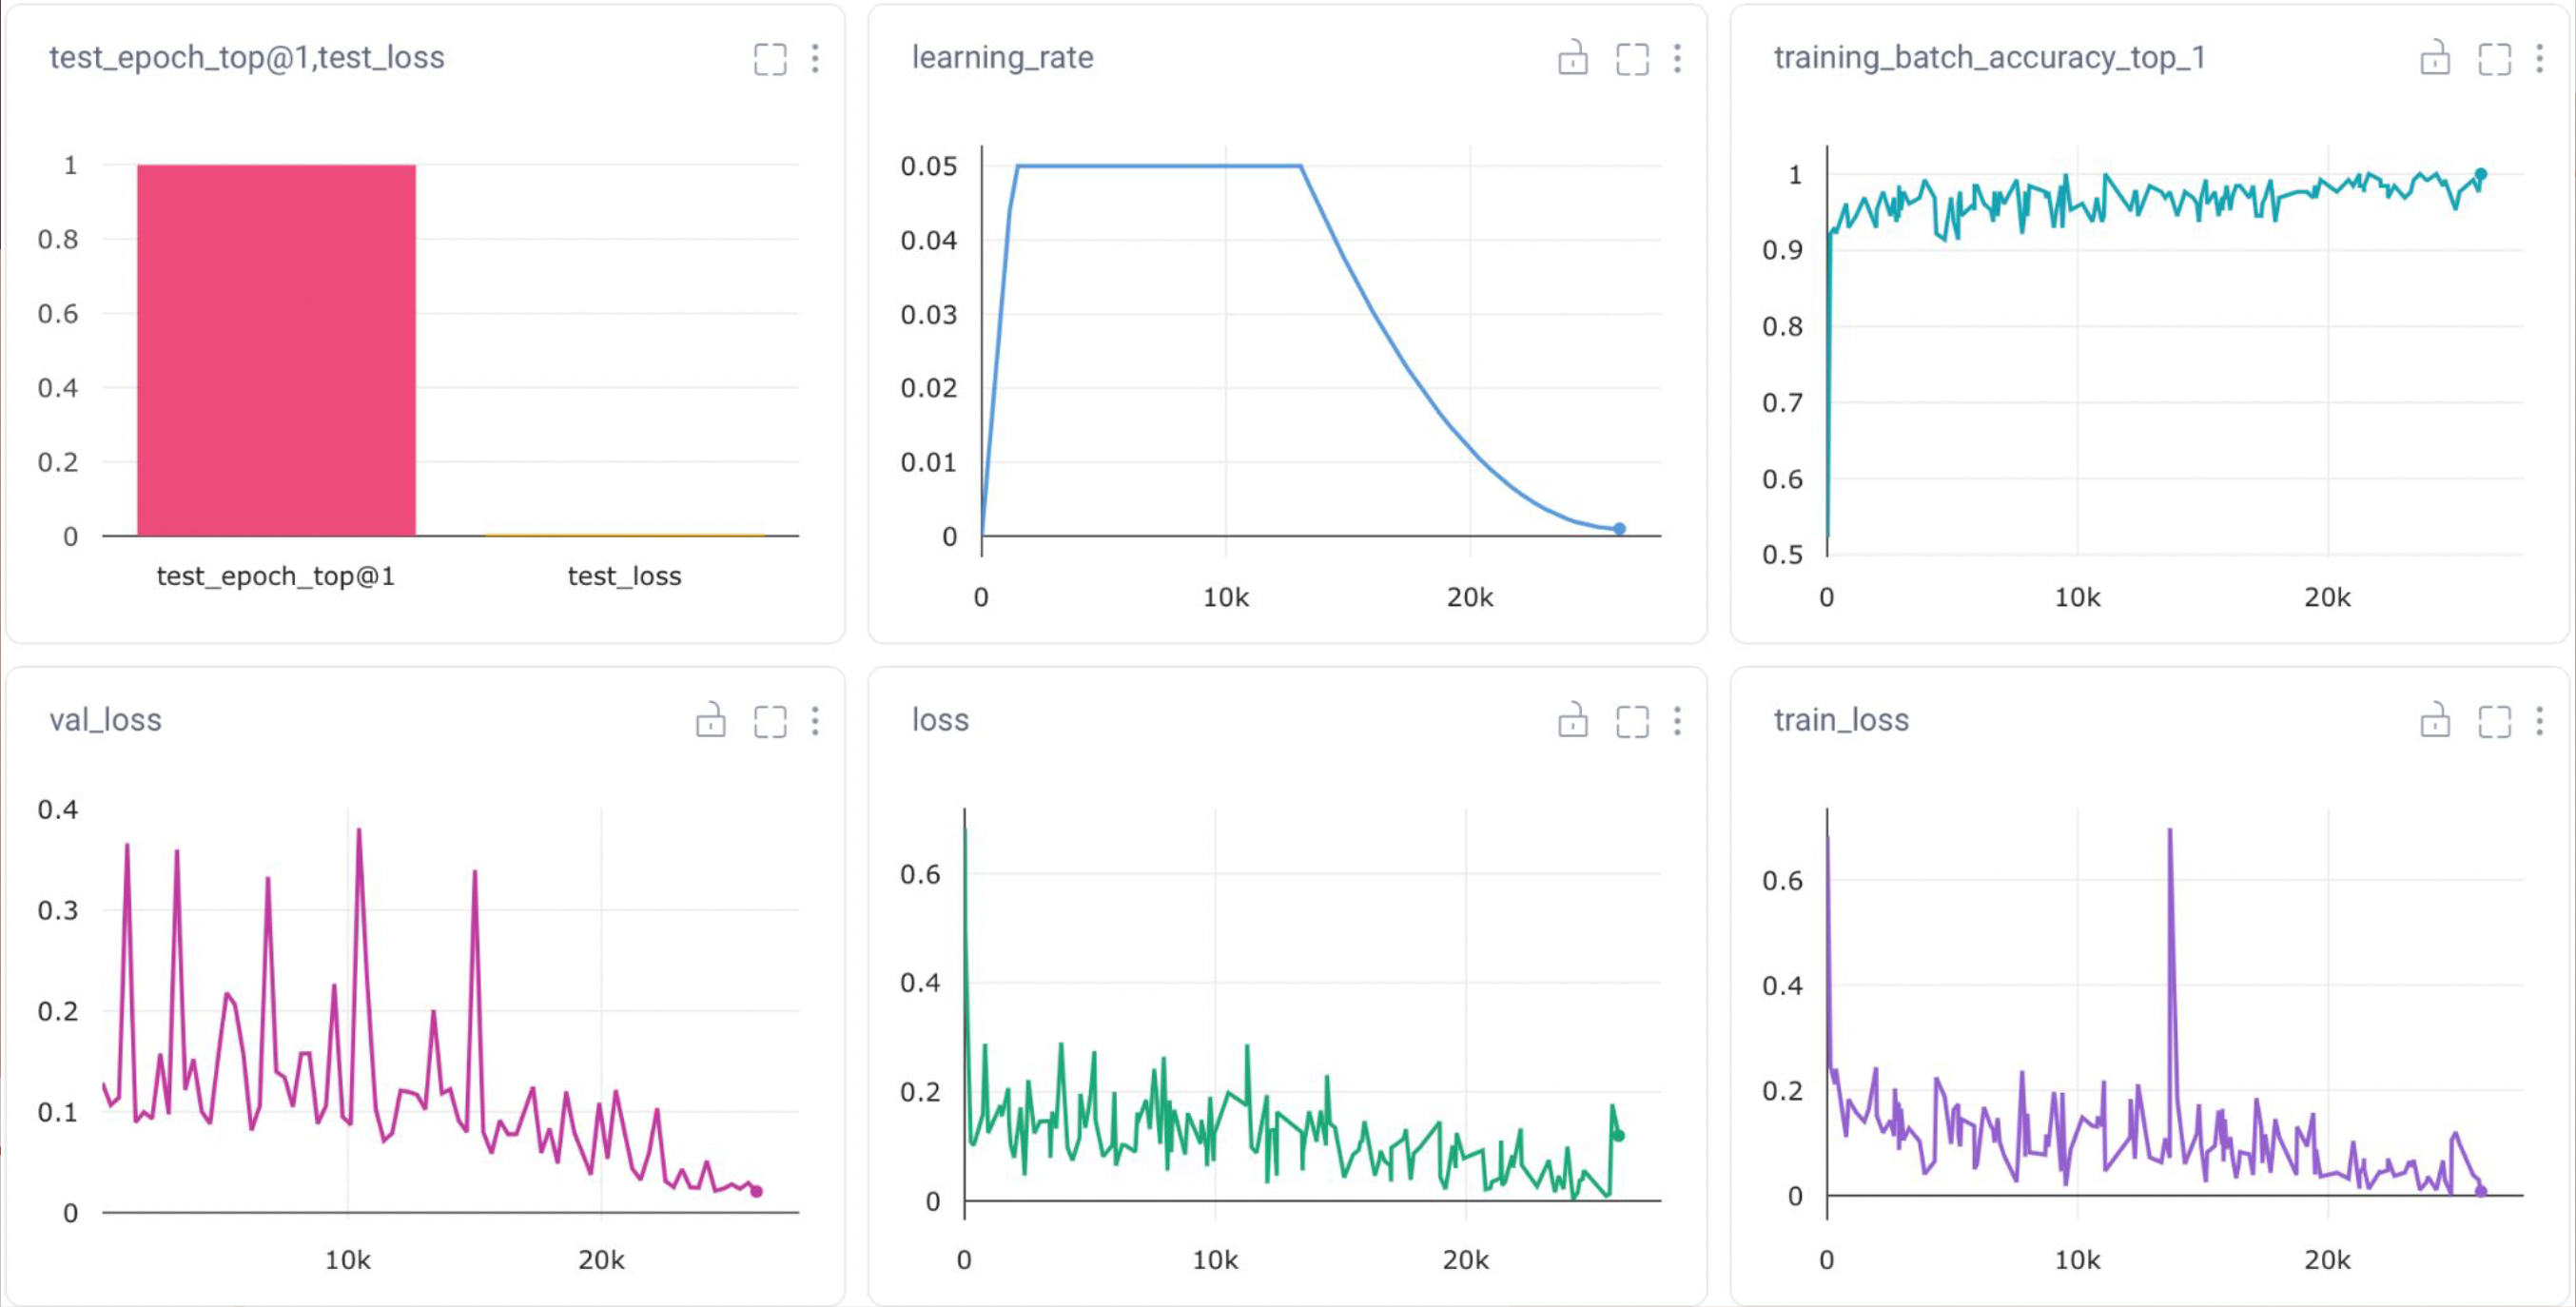 test_epoch_top@1,test_loss
1
0.8
0.6
0.4
0.2
0
test_epoch_top@1
test_loss
learning_rate
0.05
0.04
0.03
0.02
0.01
0
0
10k
20k
training_batch_accuracy_top_1
1
0.9
0.8
0.7
0.6
0.5
0
10k
20k
val_loss
0.4
0.3
0.2
0.1
0
10k
20k
loss
0.6
0.4
0.2
0
0
10k
20k
train_loss
0.6
0.4
0.2
0
0
10k
20k